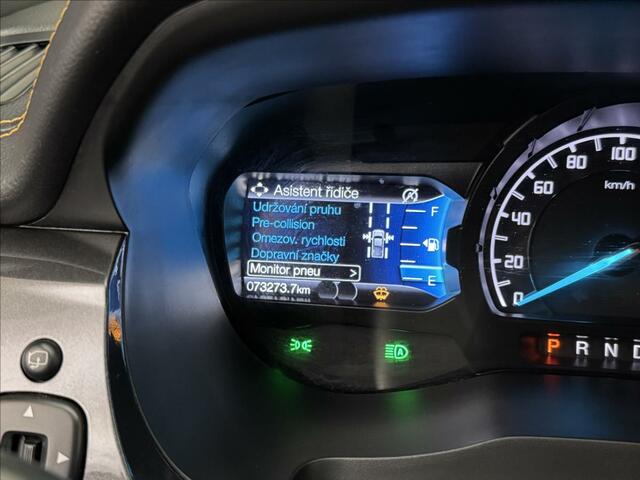 Asistent řidiče
Udržování pruhu
Pre-collision
Omezov. rychlosti
Dopravní značky
Monitor pneu >
073273.7km
F
E
0
20
40
60
80
100
km/h
P R N D
A